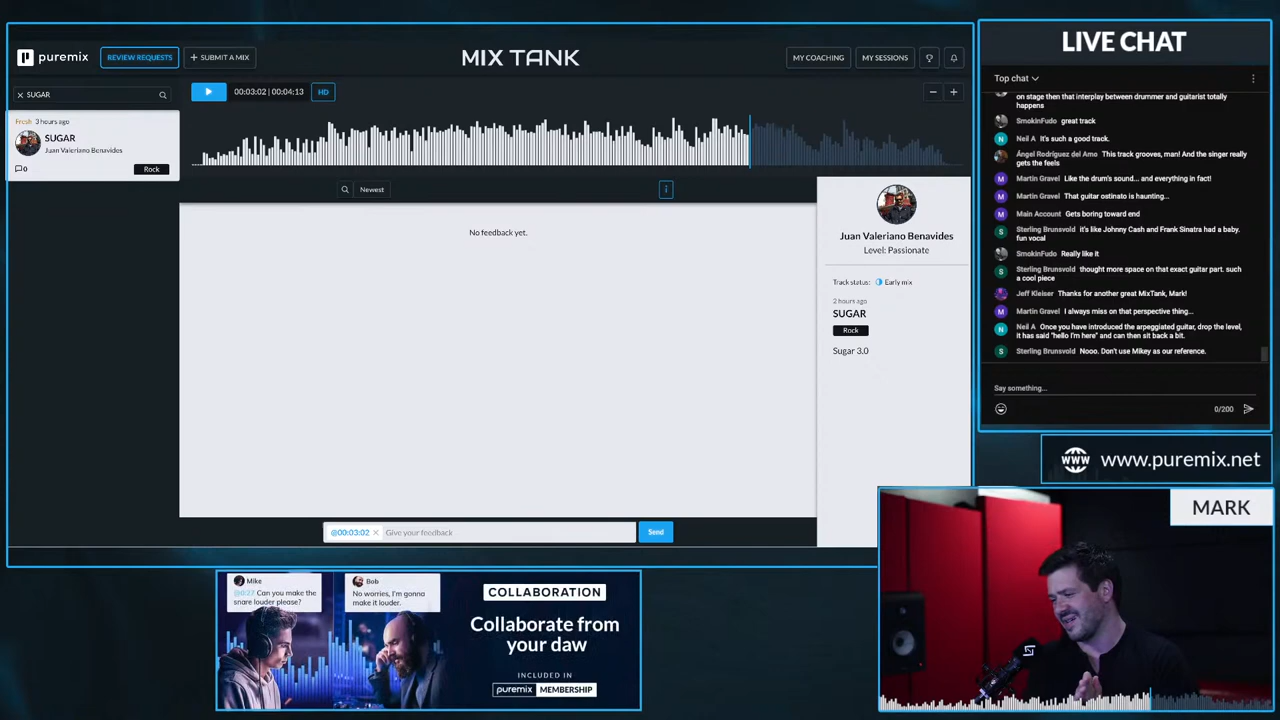 puremix
REVIEW REQUESTS
+ SUBMIT A MIX
MIX TANK
MY COACHING
MY SESSIONS
SUGAR
00:03:02 | 00:04:13
HD
Fresh 3 hours ago
SUGAR
Juan Valeriano Benavides
0
Rock
Newest
No feedback yet.
Juan Valeriano Benavides
Level: Passionate
Track status: Early mix
2 hours ago
SUGAR
Rock
Sugar 3.0
@00:03:02
Give your feedback
Send
LIVE CHAT
Top chat
on stage then that interplay between drummer and guitarist totally
happens
SmokinFudo great track
N Neil A It's such a good track.
Ángel Rodríguez del Amo This track grooves, man! And the singer really
gets the feels
M Martin Gravel Like the drum's sound... and everything in fact!
M Martin Gravel That guitar ostinato is haunting...
M Main Account Gets boring toward end
S Sterling Brunsvold it's like Johnny Cash and Frank Sinatra had a baby.
fun vocal
SmokinFudo Really like it
S Sterling Brunsvold thought more space on that exact guitar part. such
a cool piece
Jeff Kleiser Thanks for another great MixTank, Mark!
M Martin Gravel I always miss on that perspective thing...
N Neil A Once you have introduced the arpeggiated guitar, drop the level,
it has said "hello I'm here" and can then sit back a bit.
S Sterling Brunsvold Nooo. Don't use Mikey as our reference.
Say something...
0/200
WWW
www.puremix.net
MARK
Mike
@0:27 Can you make the
snare louder please?
Bob
No worries, I'm gonna
make it louder.
COLLABORATION
Collaborate from
your daw
INCLUDED IN
puremix MEMBERSHIP